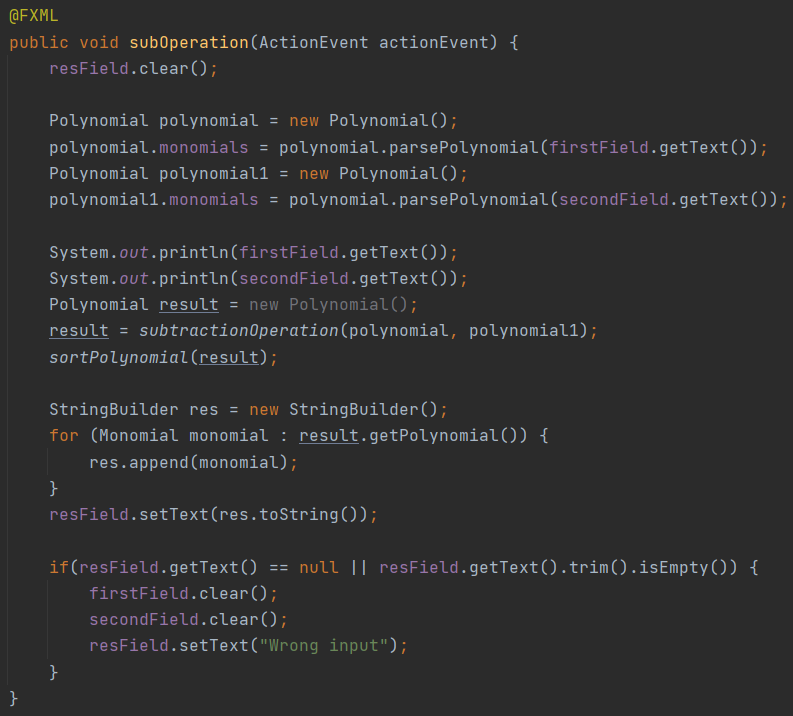 @FXML
public void subOperation(ActionEvent actionEvent) {
    resField.clear();

    Polynomial polynomial = new Polynomial();
    polynomial.monomials = polynomial.parsePolynomial(firstField.getText());
    Polynomial polynomial1 = new Polynomial();
    polynomial1.monomials = polynomial.parsePolynomial(secondField.getText());

    System.out.println(firstField.getText());
    System.out.println(secondField.getText());
    Polynomial result = new Polynomial();
    result = subtractionOperation(polynomial, polynomial1);
    sortPolynomial(result);

    StringBuilder res = new StringBuilder();
    for (Monomial monomial : result.getPolynomial()) {
        res.append(monomial);
    }
    resField.setText(res.toString());

    if(resField.getText() == null || resField.getText().trim().isEmpty()) {
        firstField.clear();
        secondField.clear();
        resField.setText("Wrong input");
    }
}